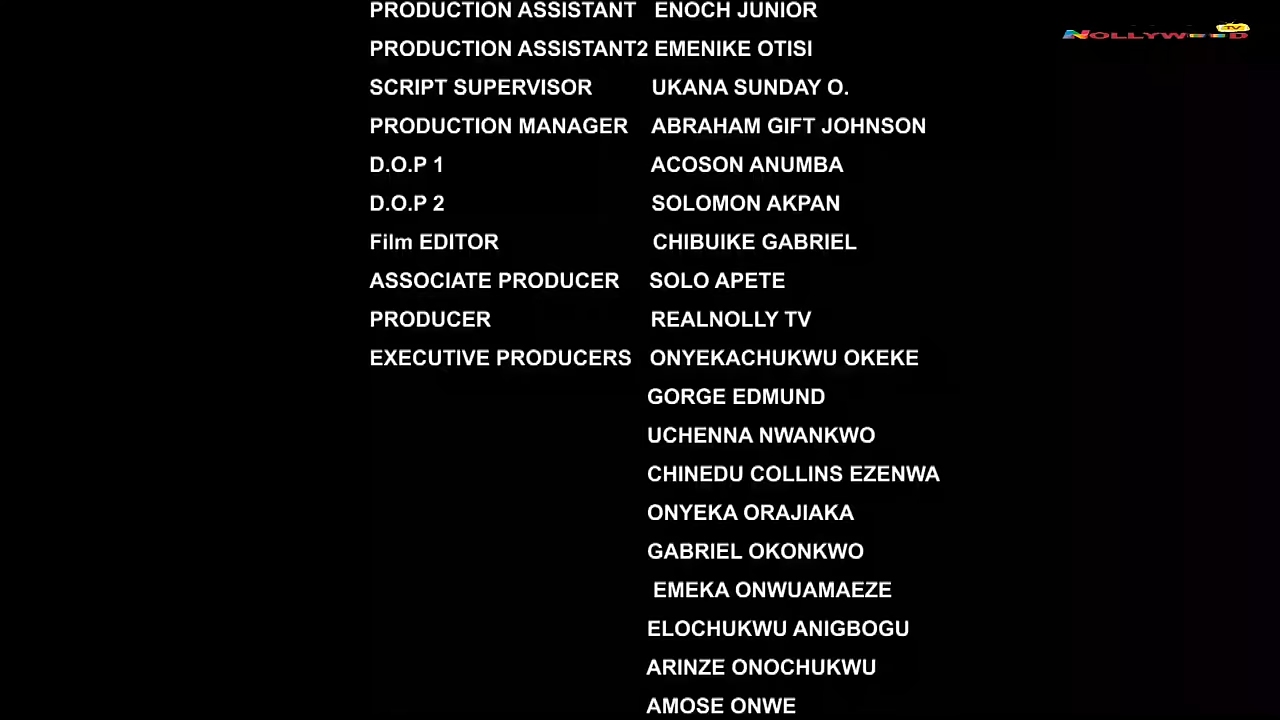 PRODUCTION ASSISTANT ENOCH JUNIOR
NOLLYWOOD TV
PRODUCTION ASSISTANT2 EMENIKE OTISI
SCRIPT SUPERVISOR UKANA SUNDAY O.
PRODUCTION MANAGER ABRAHAM GIFT JOHNSON
D.O.P 1 ACOSON ANUMBA
D.O.P 2 SOLOMON AKPAN
Film EDITOR CHIBUIKE GABRIEL
ASSOCIATE PRODUCER SOLO APETE
PRODUCER REALNOLLY TV
EXECUTIVE PRODUCERS ONYEKACHUKWU OKEKE
GORGE EDMUND
UCHENNA NWANKWO
CHINEDU COLLINS EZENWA
ONYEKA ORAJIAKA
GABRIEL OKONKWO
EMEKA ONWUAMAEZE
ELOCHUKWU ANIGBOGU
ARINZE ONOCHUKWU
AMOSE ONWE